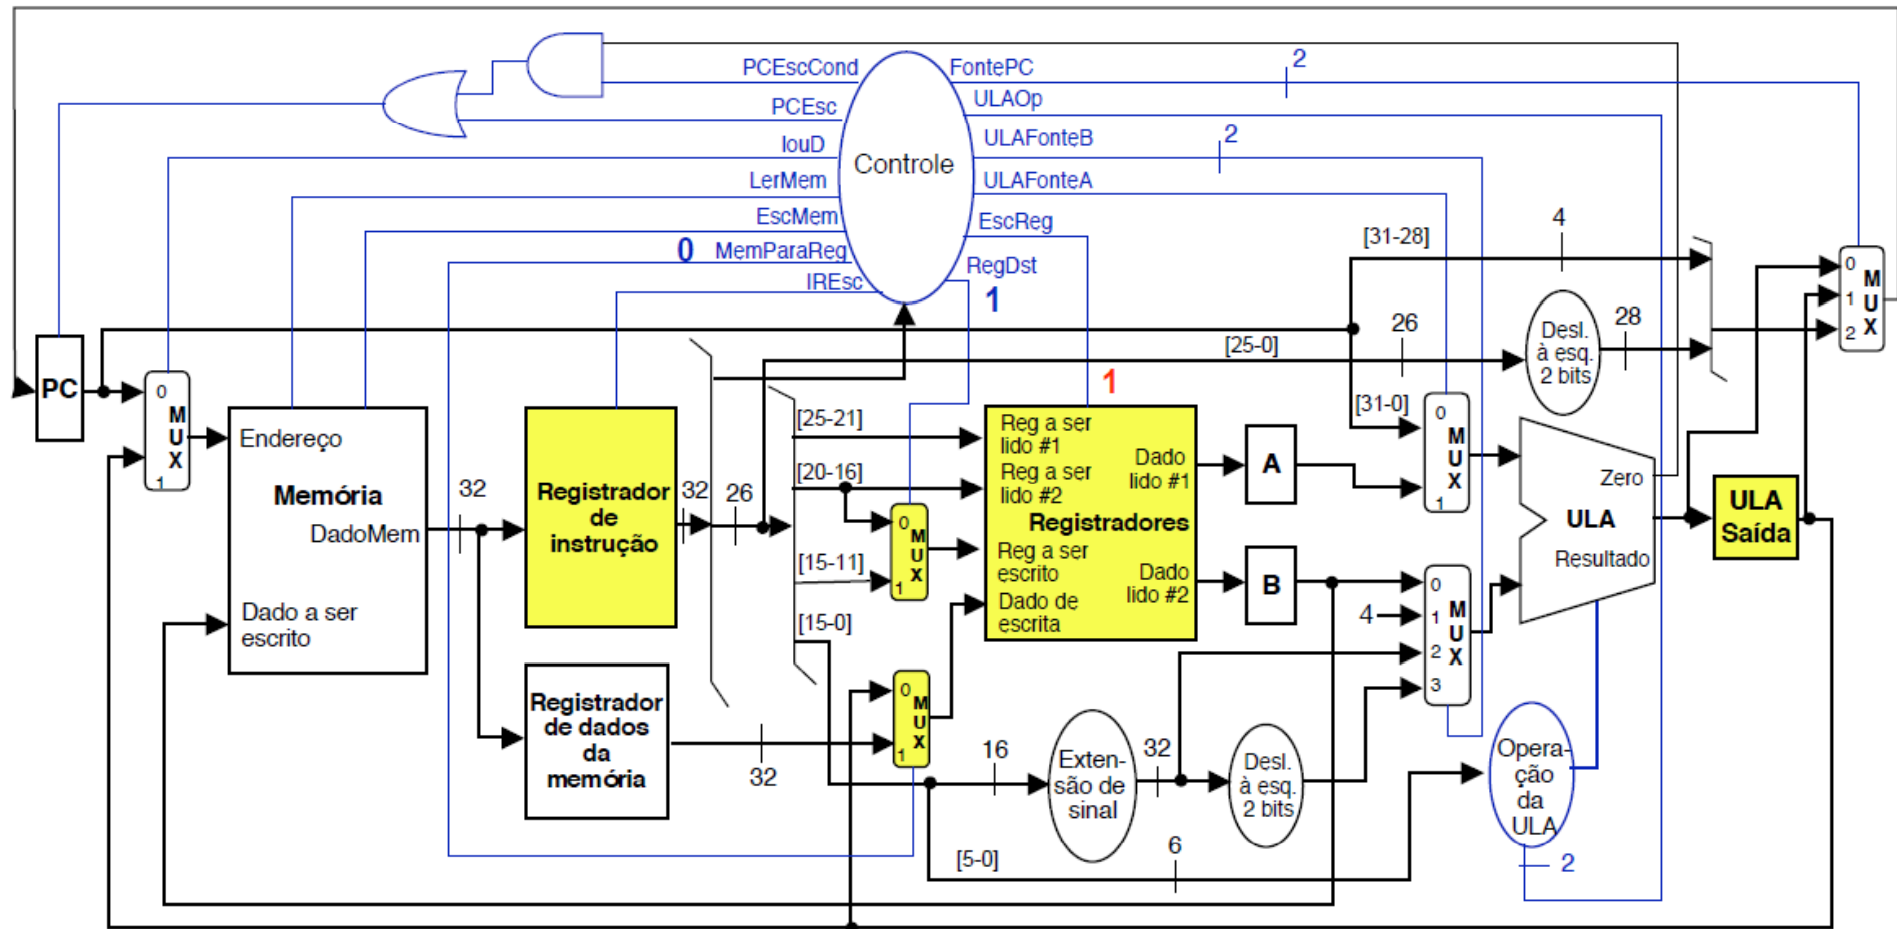 2
PCEscCond
FontePC
ULAOp
PCEsc
2
ULAFonteB
IouD
Controle
LerMem
ULAFonteA
EscMem
EscReg
4
[31-28]
0
MemParaReg
RegDst
IREsc
1
0
M
U
X
1
2
26
28
Desl.
à esq.
2 bits
[25-0]
PC
0
M
U
X
1
1
[31-0]
0
M
U
X
1
[25-21]
Reg a ser
lido #1
Endereço
[20-16]
Reg a ser
lido #2
Dado
lido #1
A
Zero
32
Memória
DadoMem
Registrador
de
instrução
32
26
0
M
U
X
1
Registradores
ULA
ULA
Saída
Reg a ser
escrito
Resultado
[15-11]
Dado
lido #2
B
0
M
U
X
1
2
3
4
Dado a ser
escrito
Dado de
escrita
[15-0]
Registrador
de dados
da
memória
0
M
U
X
1
32
16
Exten-
são de
sinal
32
Desl.
à esq.
2 bits
Opera-
ção
da
ULA
[5-0]
6
2